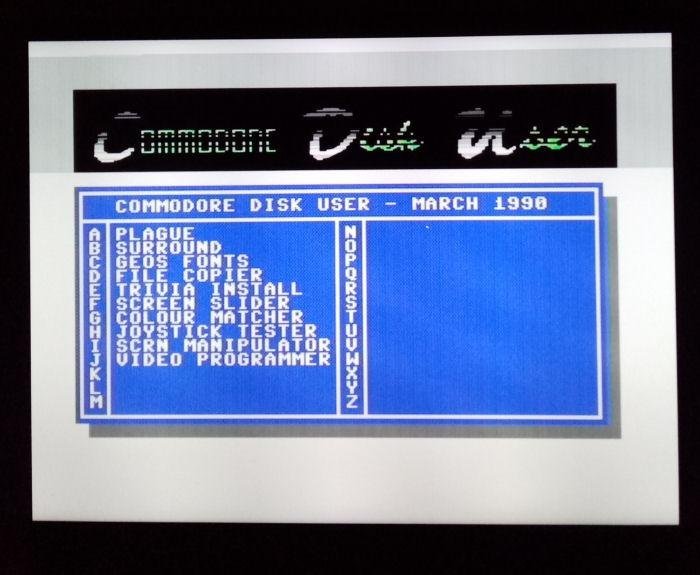 Commodore Disk User
COMMODORE DISK USER - MARCH 1990
A PLAGUE
B SURROUND
C GEOS FONTS
D FILE COPIER
E TRIVIA INSTALL
F SCREEN SLIDER
G COLOUR MATCHER
H JOYSTICK TESTER
I SCRN MANIPULATOR
J VIDEO PROGRAMMER
K
L
M
N
O
P
Q
R
S
T
U
V
W
X
Y
Z